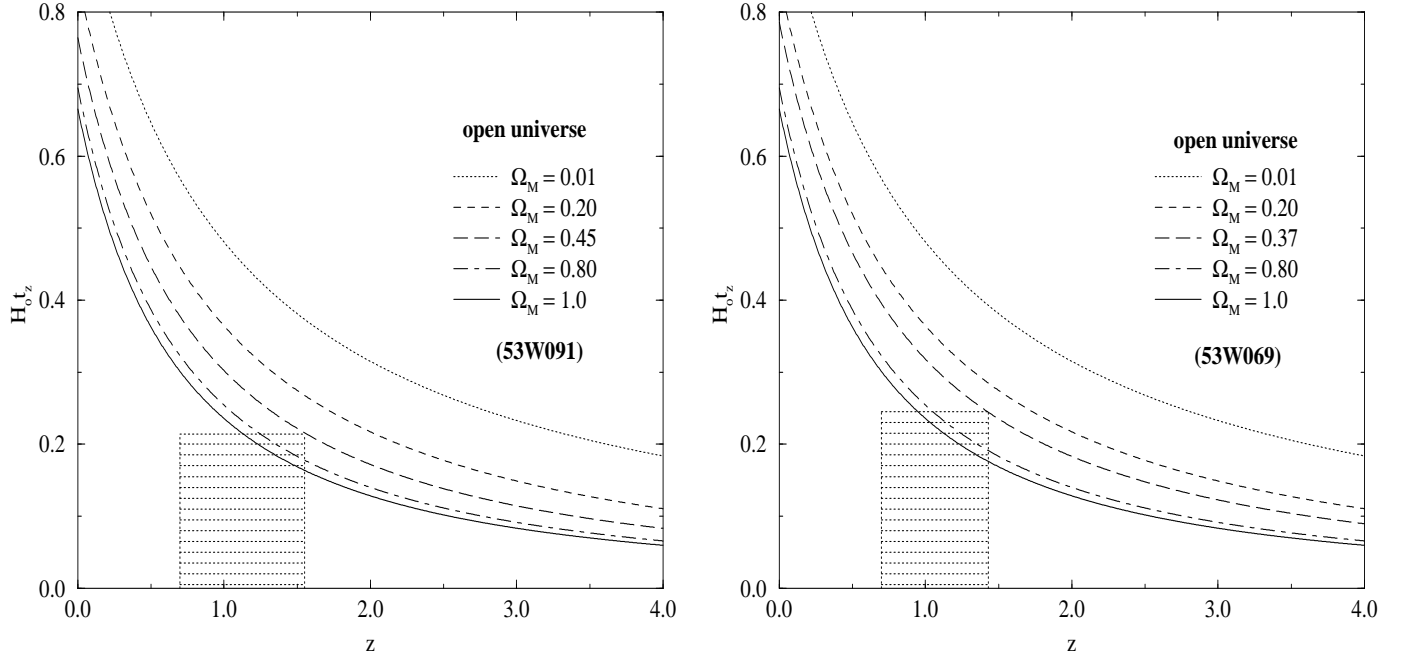 0.8
0.6
0.4
0.2
0.0
H_o t_z
open universe
Ω_M = 0.01
Ω_M = 0.20
Ω_M = 0.45
Ω_M = 0.80
Ω_M = 1.0
(53W091)
0.0 1.0 2.0 3.0 4.0
z
0.8
0.6
0.4
0.2
0.0
H_o t_z
open universe
Ω_M = 0.01
Ω_M = 0.20
Ω_M = 0.37
Ω_M = 0.80
Ω_M = 1.0
(53W069)
0.0 1.0 2.0 3.0 4.0
z